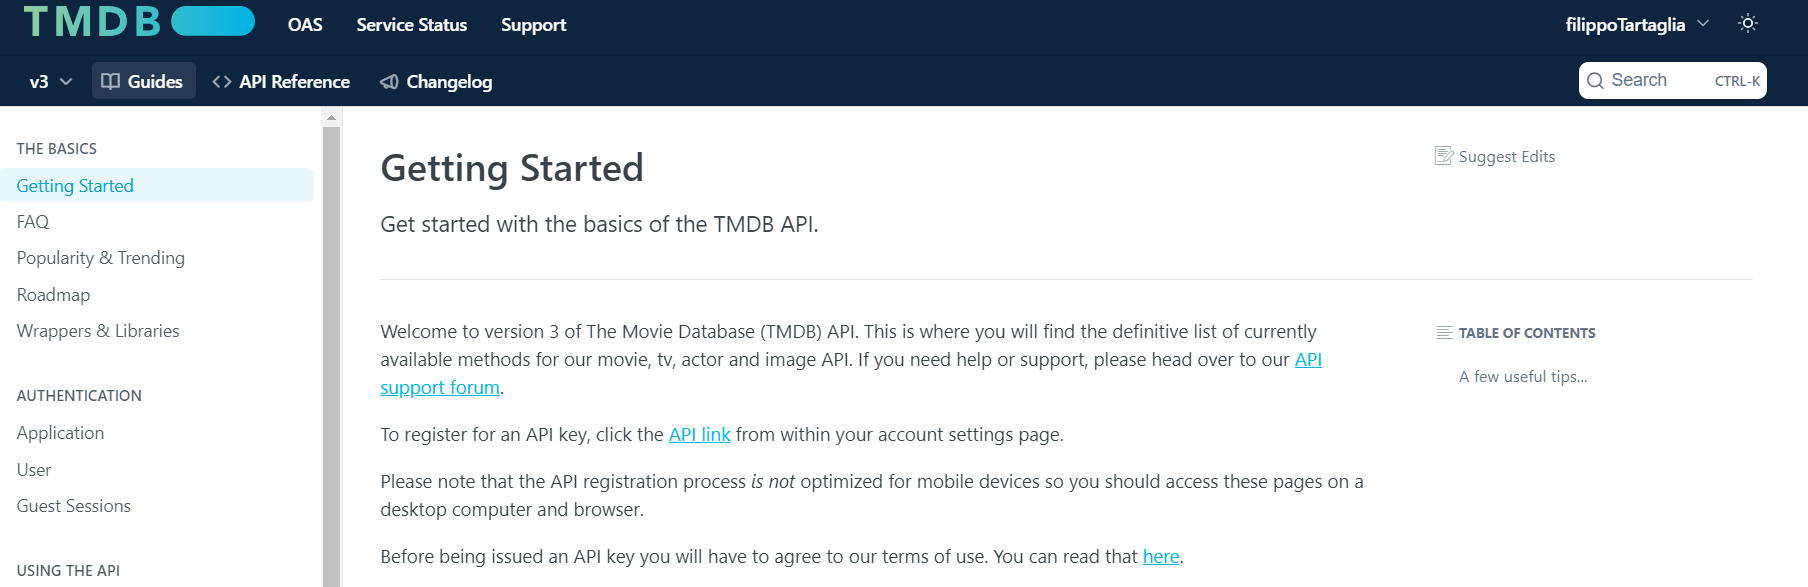 TMDB
OAS
Service Status
Support
filippoTartaglia
v3
Guides
<> API Reference
Changelog
Search
CTRL-K
THE BASICS
Getting Started
FAQ
Popularity & Trending
Roadmap
Wrappers & Libraries
AUTHENTICATION
Application
User
Guest Sessions
USING THE API
Getting Started
Get started with the basics of the TMDB API.
Welcome to version 3 of The Movie Database (TMDB) API. This is where you will find the definitive list of currently
available methods for our movie, tv, actor and image API. If you need help or support, please head over to our API
support forum.
To register for an API key, click the API link from within your account settings page.
Please note that the API registration process is not optimized for mobile devices so you should access these pages on a
desktop computer and browser.
Before being issued an API key you will have to agree to our terms of use. You can read that here.
Suggest Edits
TABLE OF CONTENTS
A few useful tips...